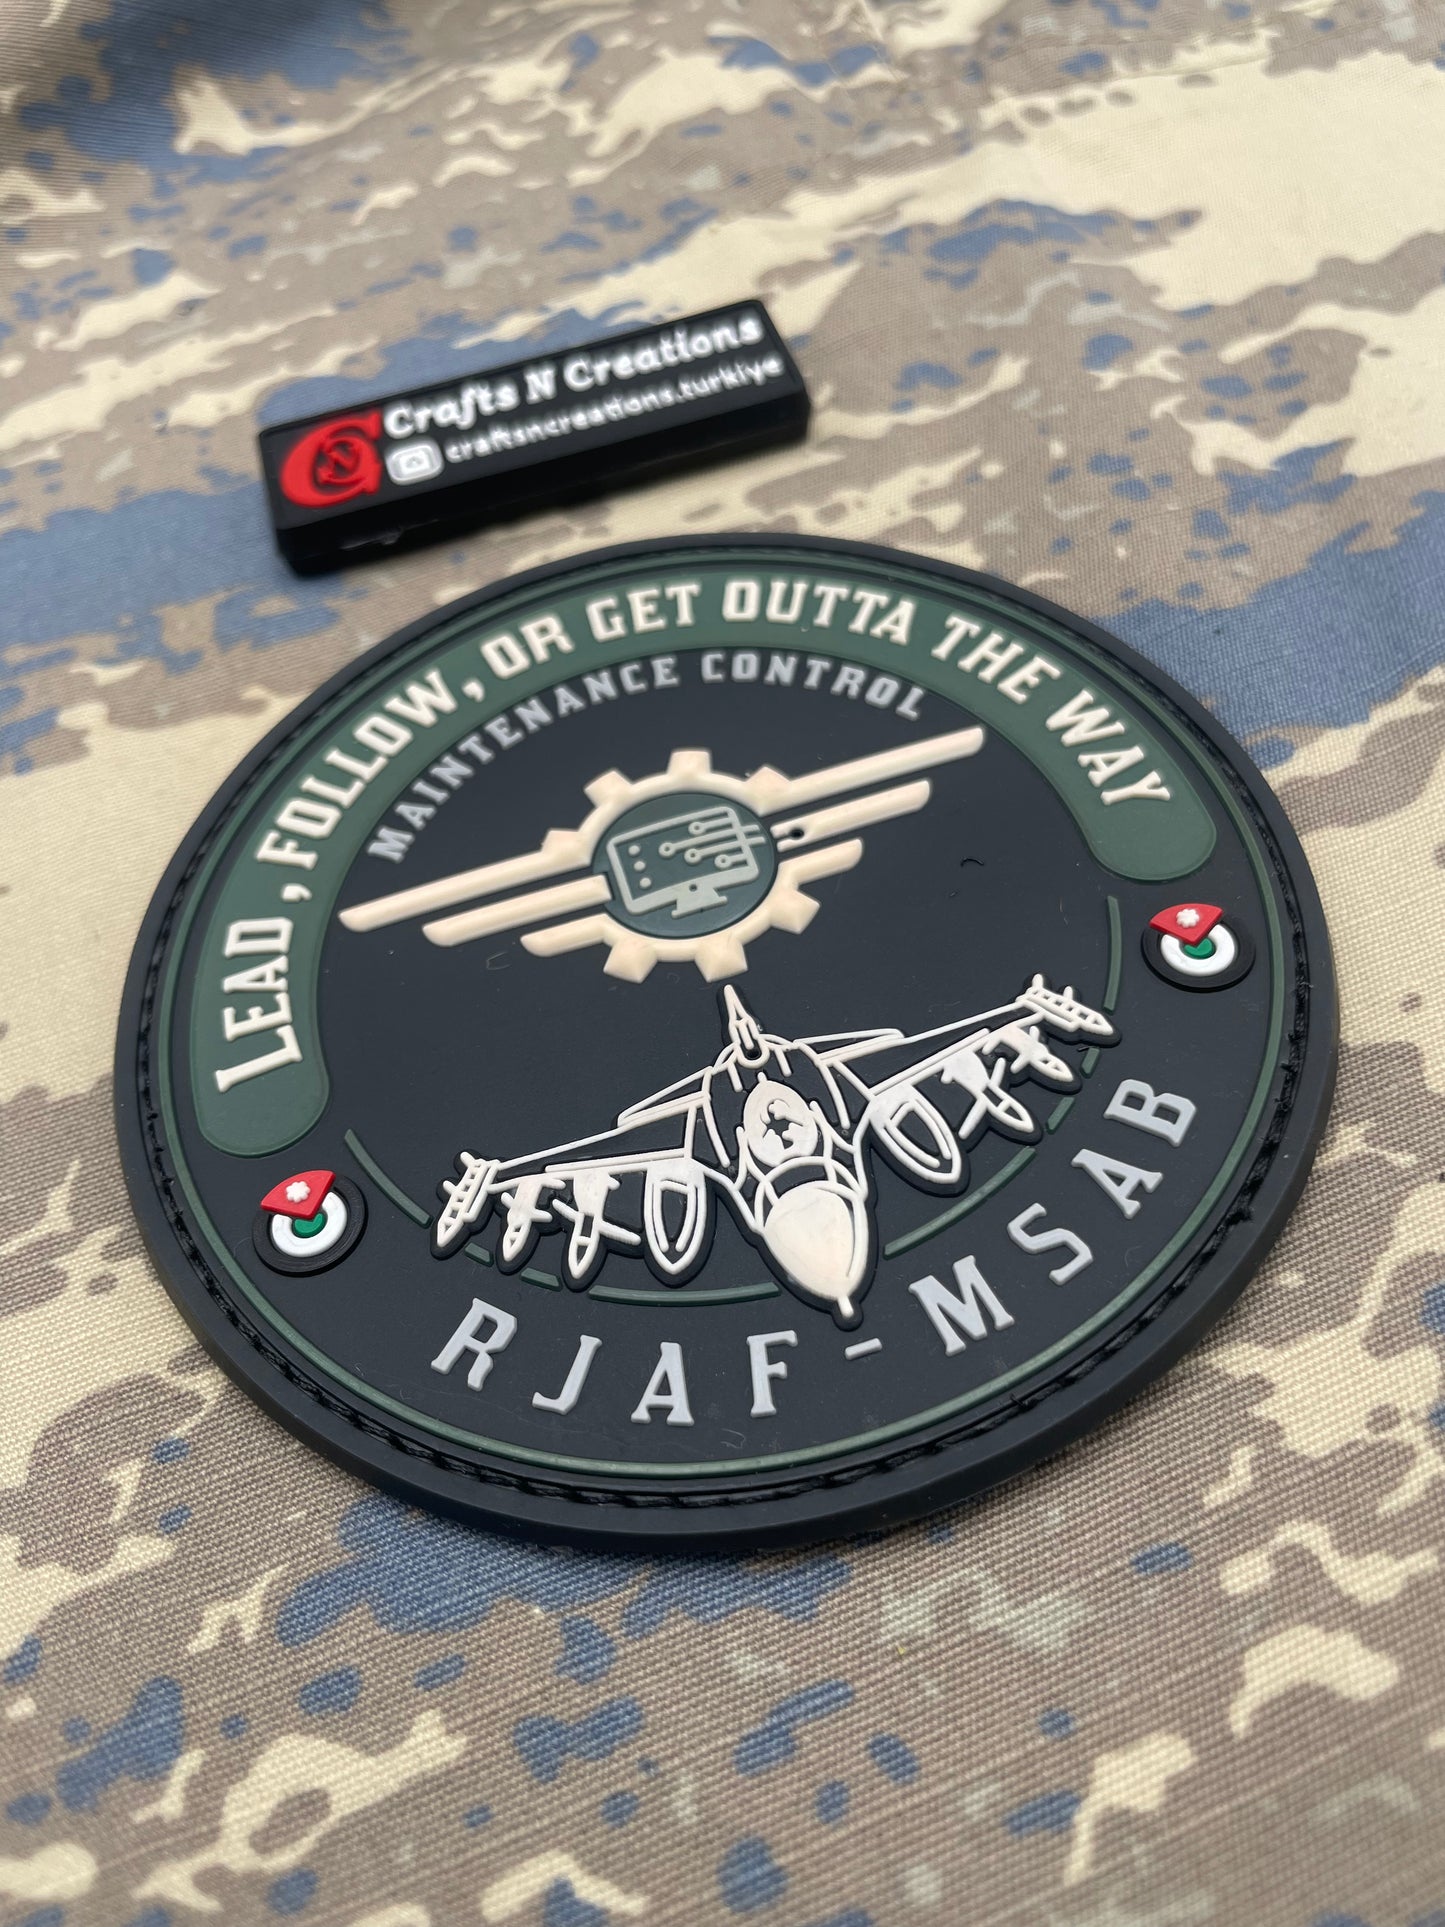 Crafts N Creations
craftsncreations.turkiye
LEAD, FOLLOW, OR GET OUTTA THE WAY
MAINTENANCE CONTROL
RJAF-MSAB